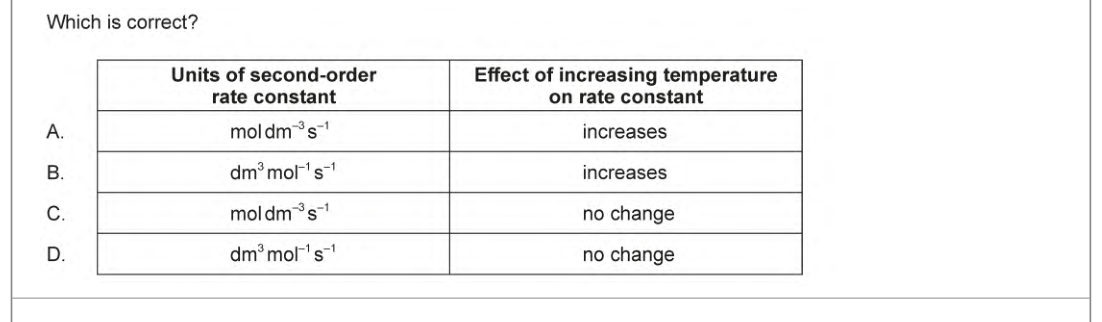 Which is correct?
Units of second-order
rate constant
Effect of increasing temperature
on rate constant
A. mol dm⁻³ s⁻¹ increases
B. dm³ mol⁻¹ s⁻¹ increases
C. mol dm⁻³ s⁻¹ no change
D. dm³ mol⁻¹ s⁻¹ no change